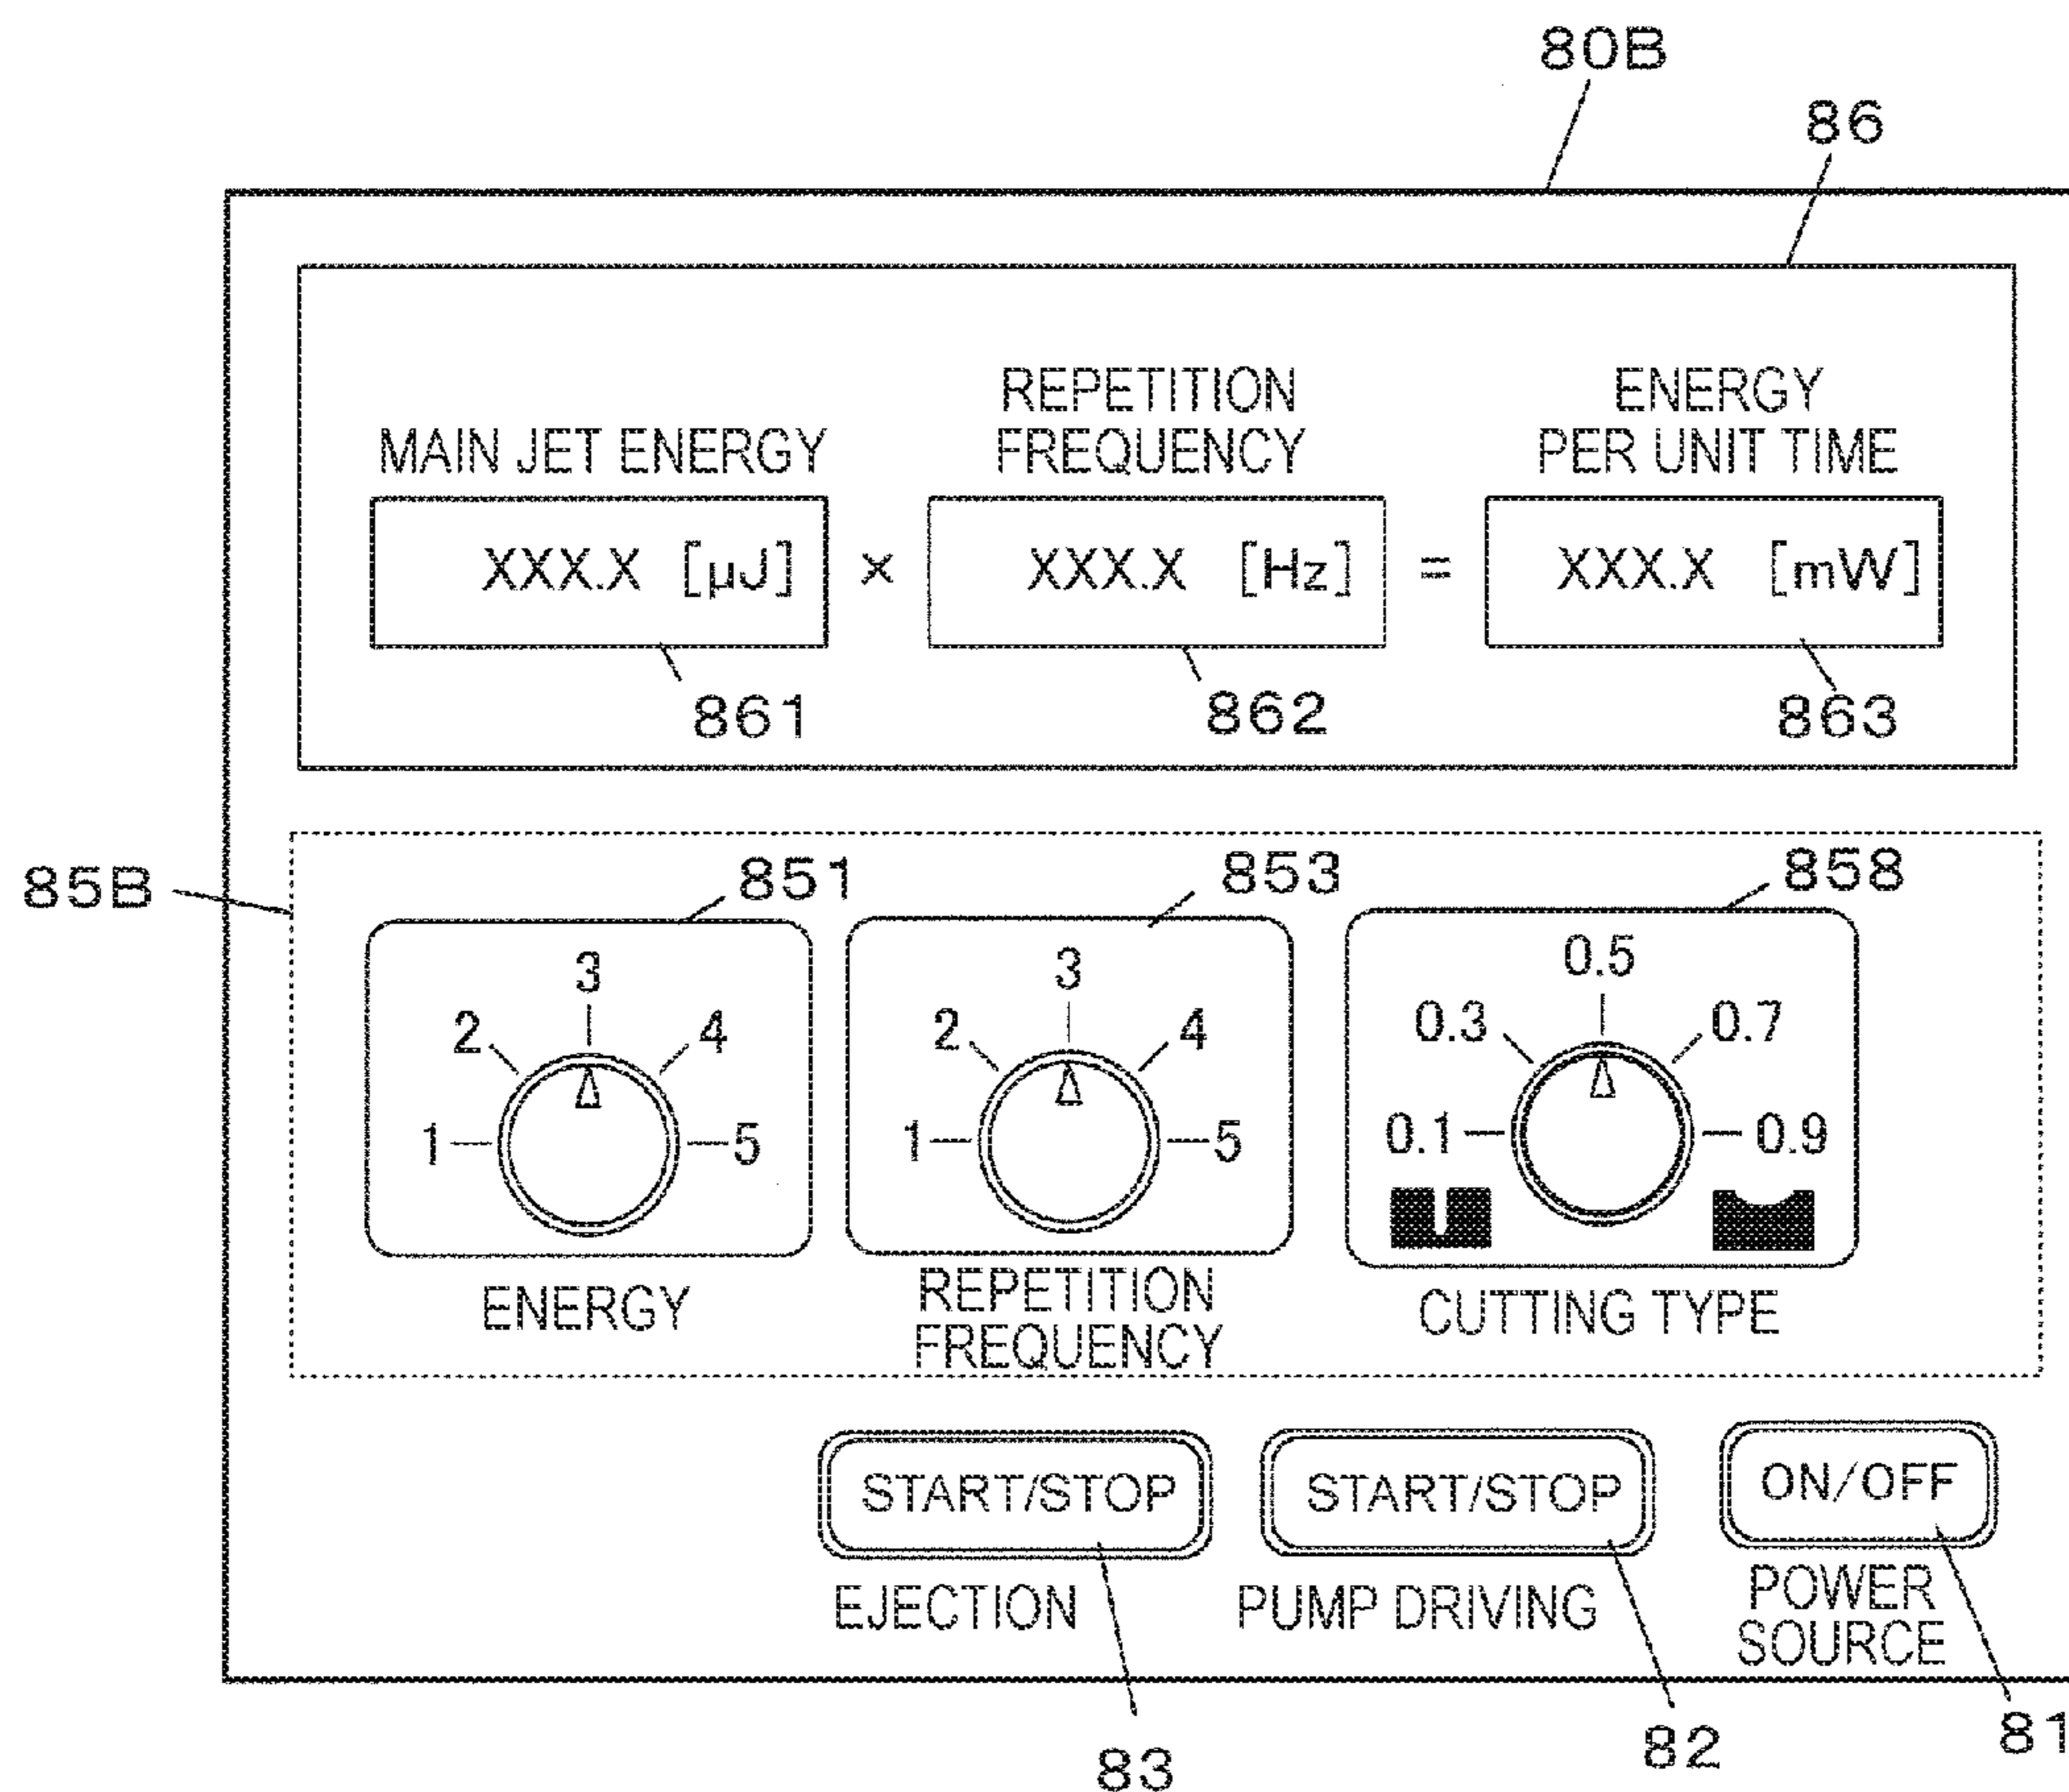 80B
86
REPETITION ENERGY
MAIN JET ENERGY FREQUENCY PER UNIT TIME
XXX.X [µJ] × XXX.X [Hz] = XXX.X [mW]
861 862 863
85B 851 853 858
3 3 0.5
2 4 2 4 0.3 0.7
1 5 1 5 0.1 0.9
ENERGY REPETITION CUTTING TYPE
FREQUENCY
START/STOP START/STOP ON/OFF
EJECTION PUMP DRIVING POWER
SOURCE
83 82 81